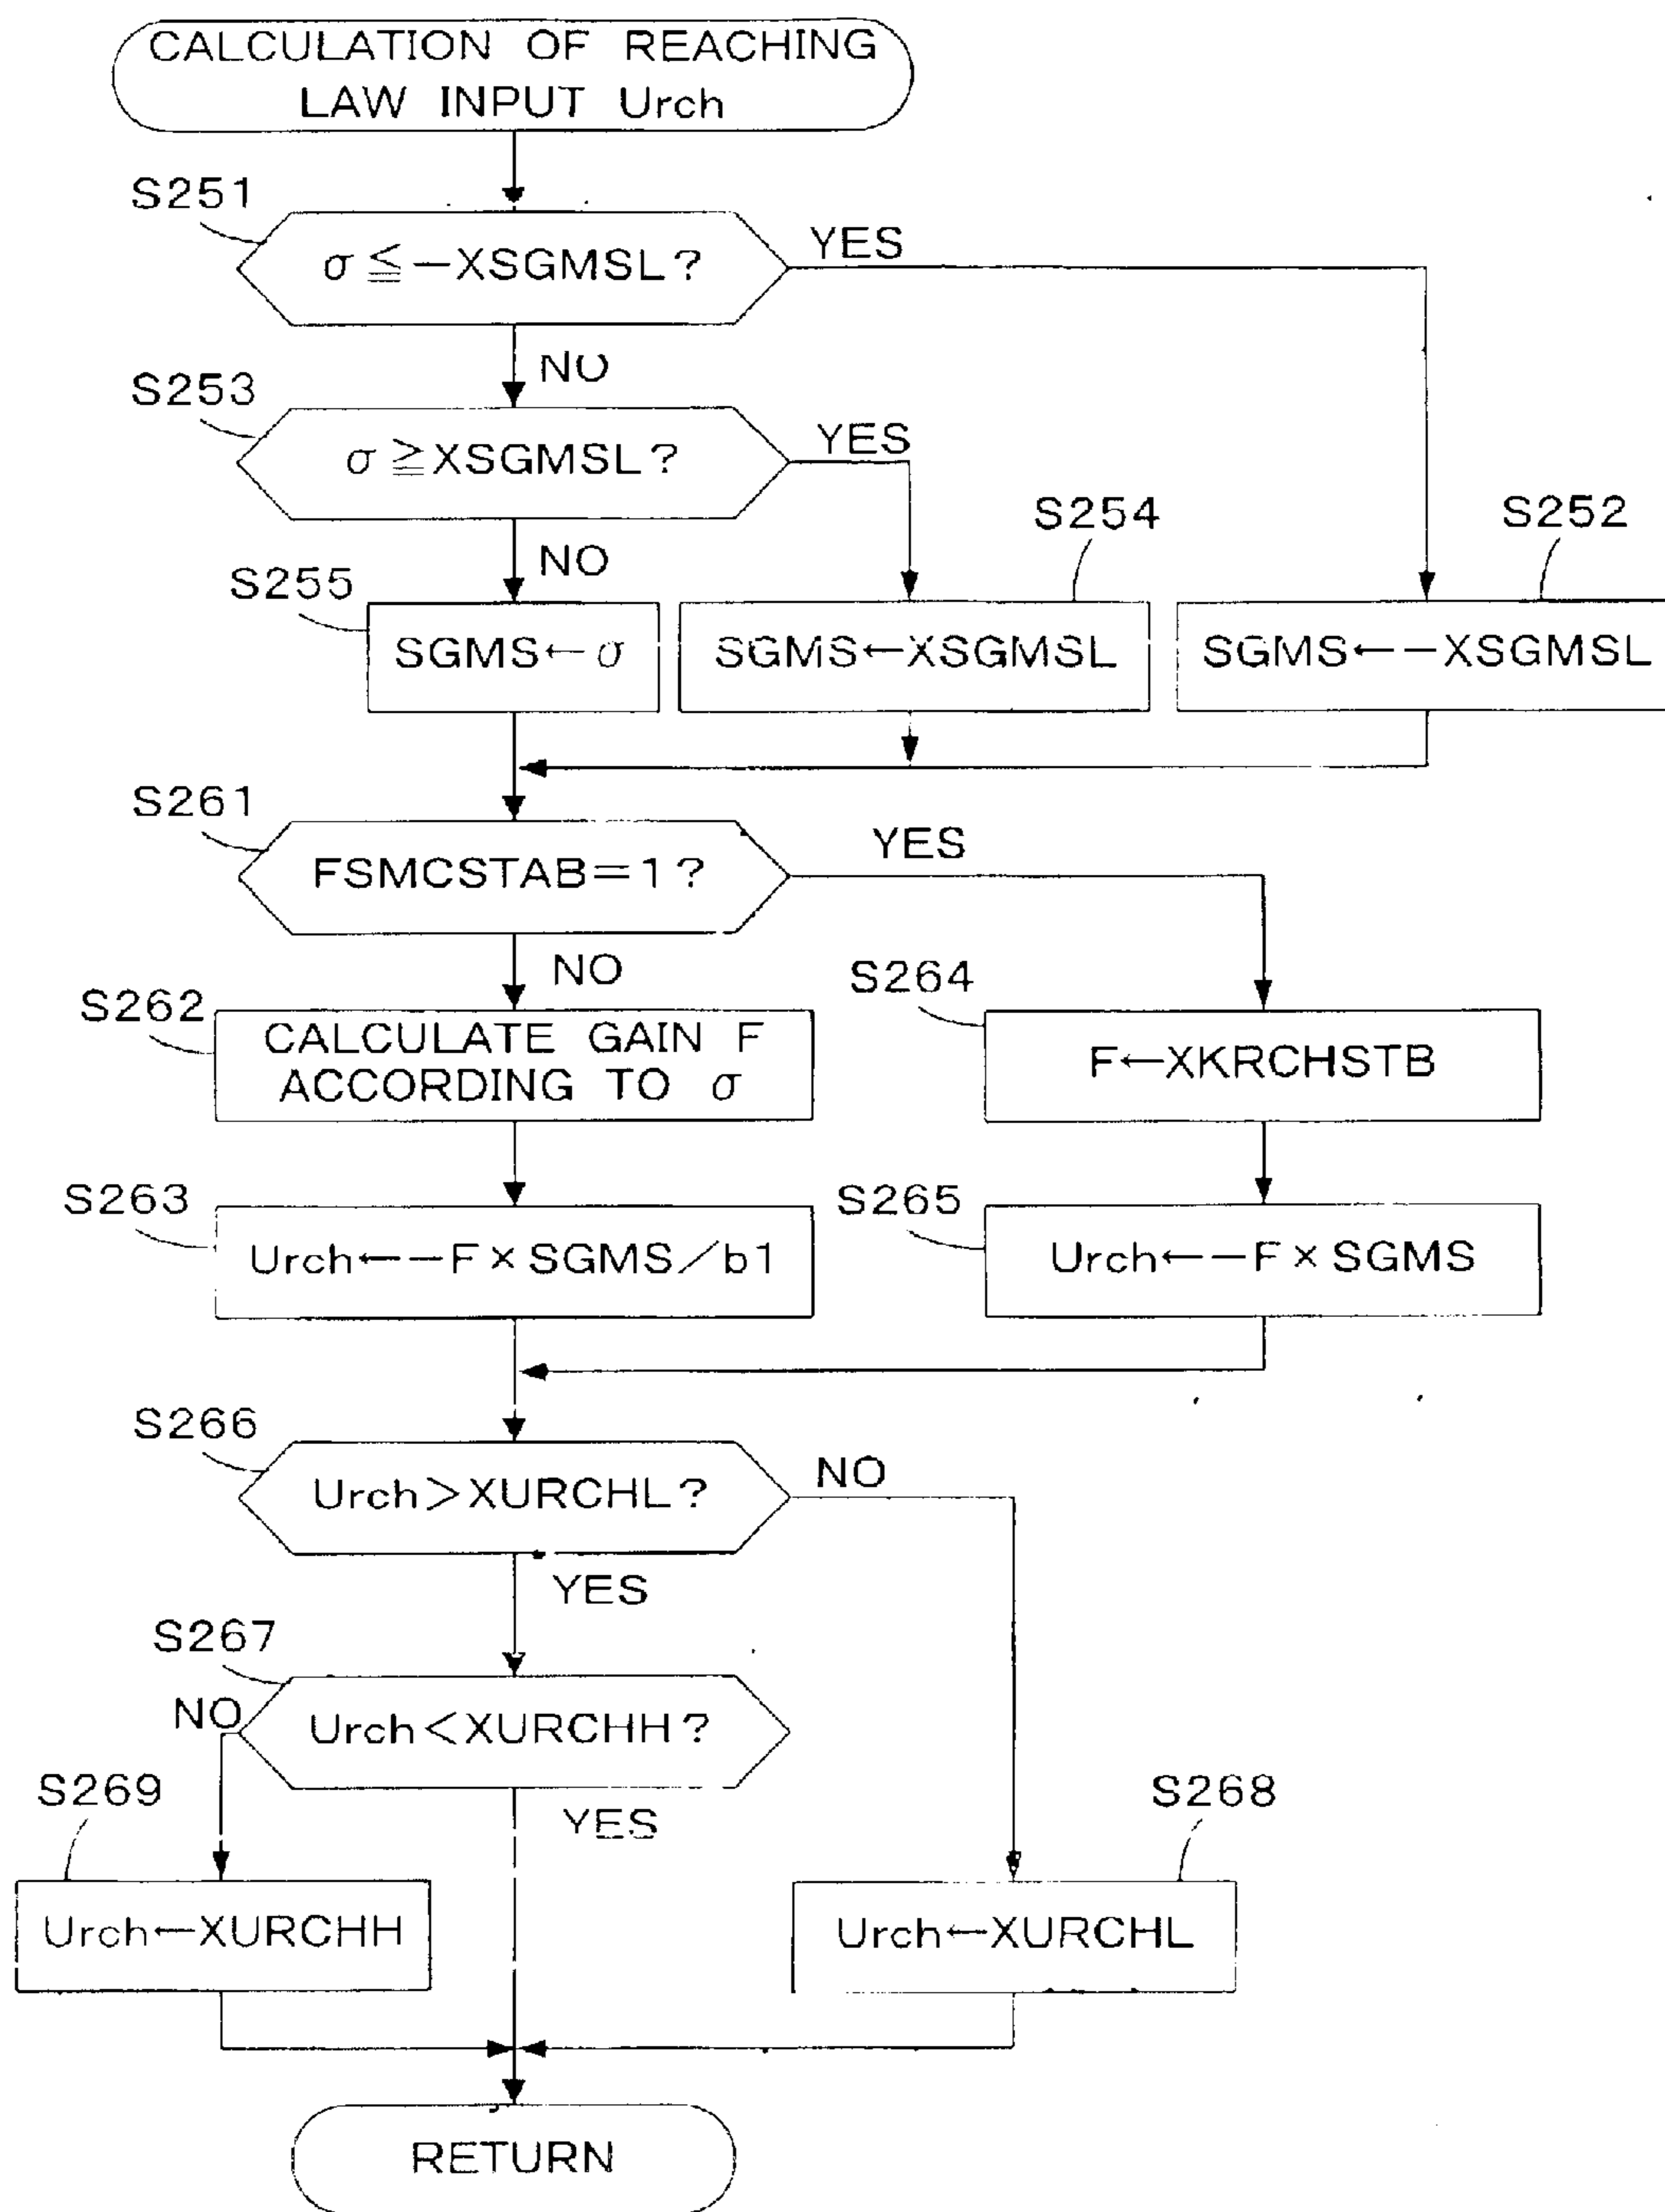 CALCULATION OF REACHING
LAW INPUT Urch
S251
σ≦−XSGMSL?
YES
NO
S253
σ≧XSGMSL?
YES
NO
S254
S252
S255
SGMS←σ
SGMS←XSGMSL
SGMS←−XSGMSL
S261
FSMCSTAB=1?
YES
NO
S262
CALCULATE GAIN F
ACCORDING TO σ
S264
F←XKRCHSTB
S263
Urch←−F×SGMS/b1
S265
Urch←−F×SGMS
S266
Urch>XURCHL?
NO
YES
S267
NO
Urch<XURCHH?
YES
S269
S268
Urch←XURCHH
Urch←XURCHL
RETURN